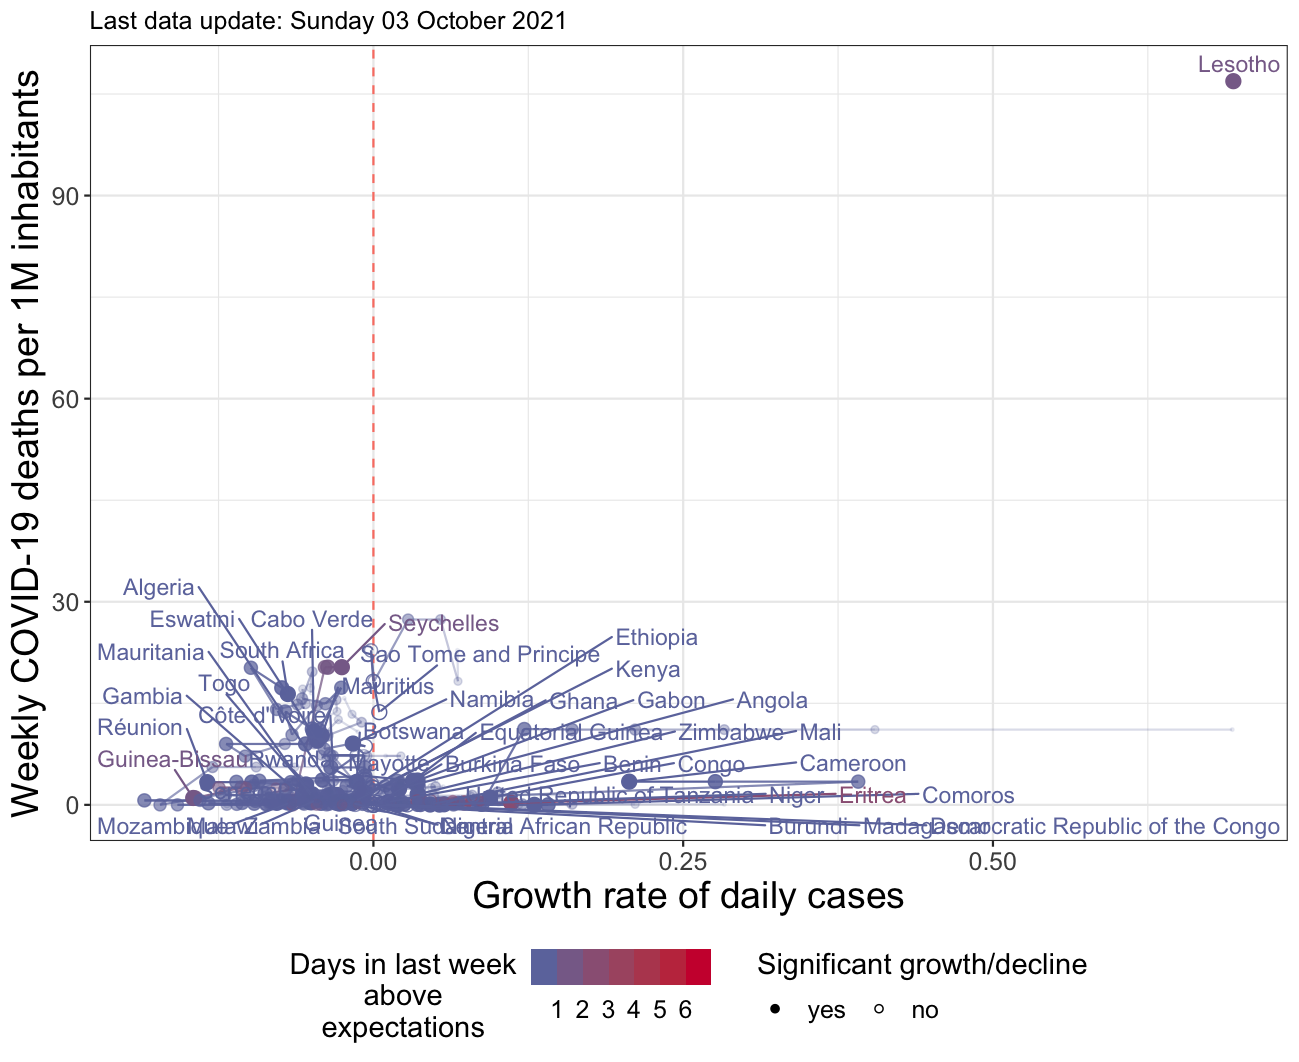 Last data update: Sunday 03 October 2021
Weekly COVID-19 deaths per 1M inhabitants
90
60
30
0
Lesotho
Algeria
Eswatini
Cabo Verde
Seychelles
Ethiopia
Mauritania
South Africa
Sao Tome and Principe
Kenya
Togo
Mauritius
Gambia
Namibia
Ghana
Gabon
Angola
Côte d'Ivoire
Réunion
Botswana
Equatorial Guinea
Zimbabwe
Mali
Guinea-Bissau
Rwanda
Mayotte
Burkina Faso
Benin
Congo
Cameroon
Republic of Tanzania
Niger
Eritrea
Comoros
Mozambique
Malawi
Zambia
Guinea
South Sudan
Central African Republic
Burundi
Madagascar
Democratic Republic of the Congo
0.00
0.25
0.50
Growth rate of daily cases
Days in last week
above
expectations
1 2 3 4 5 6
Significant growth/decline
yes
no